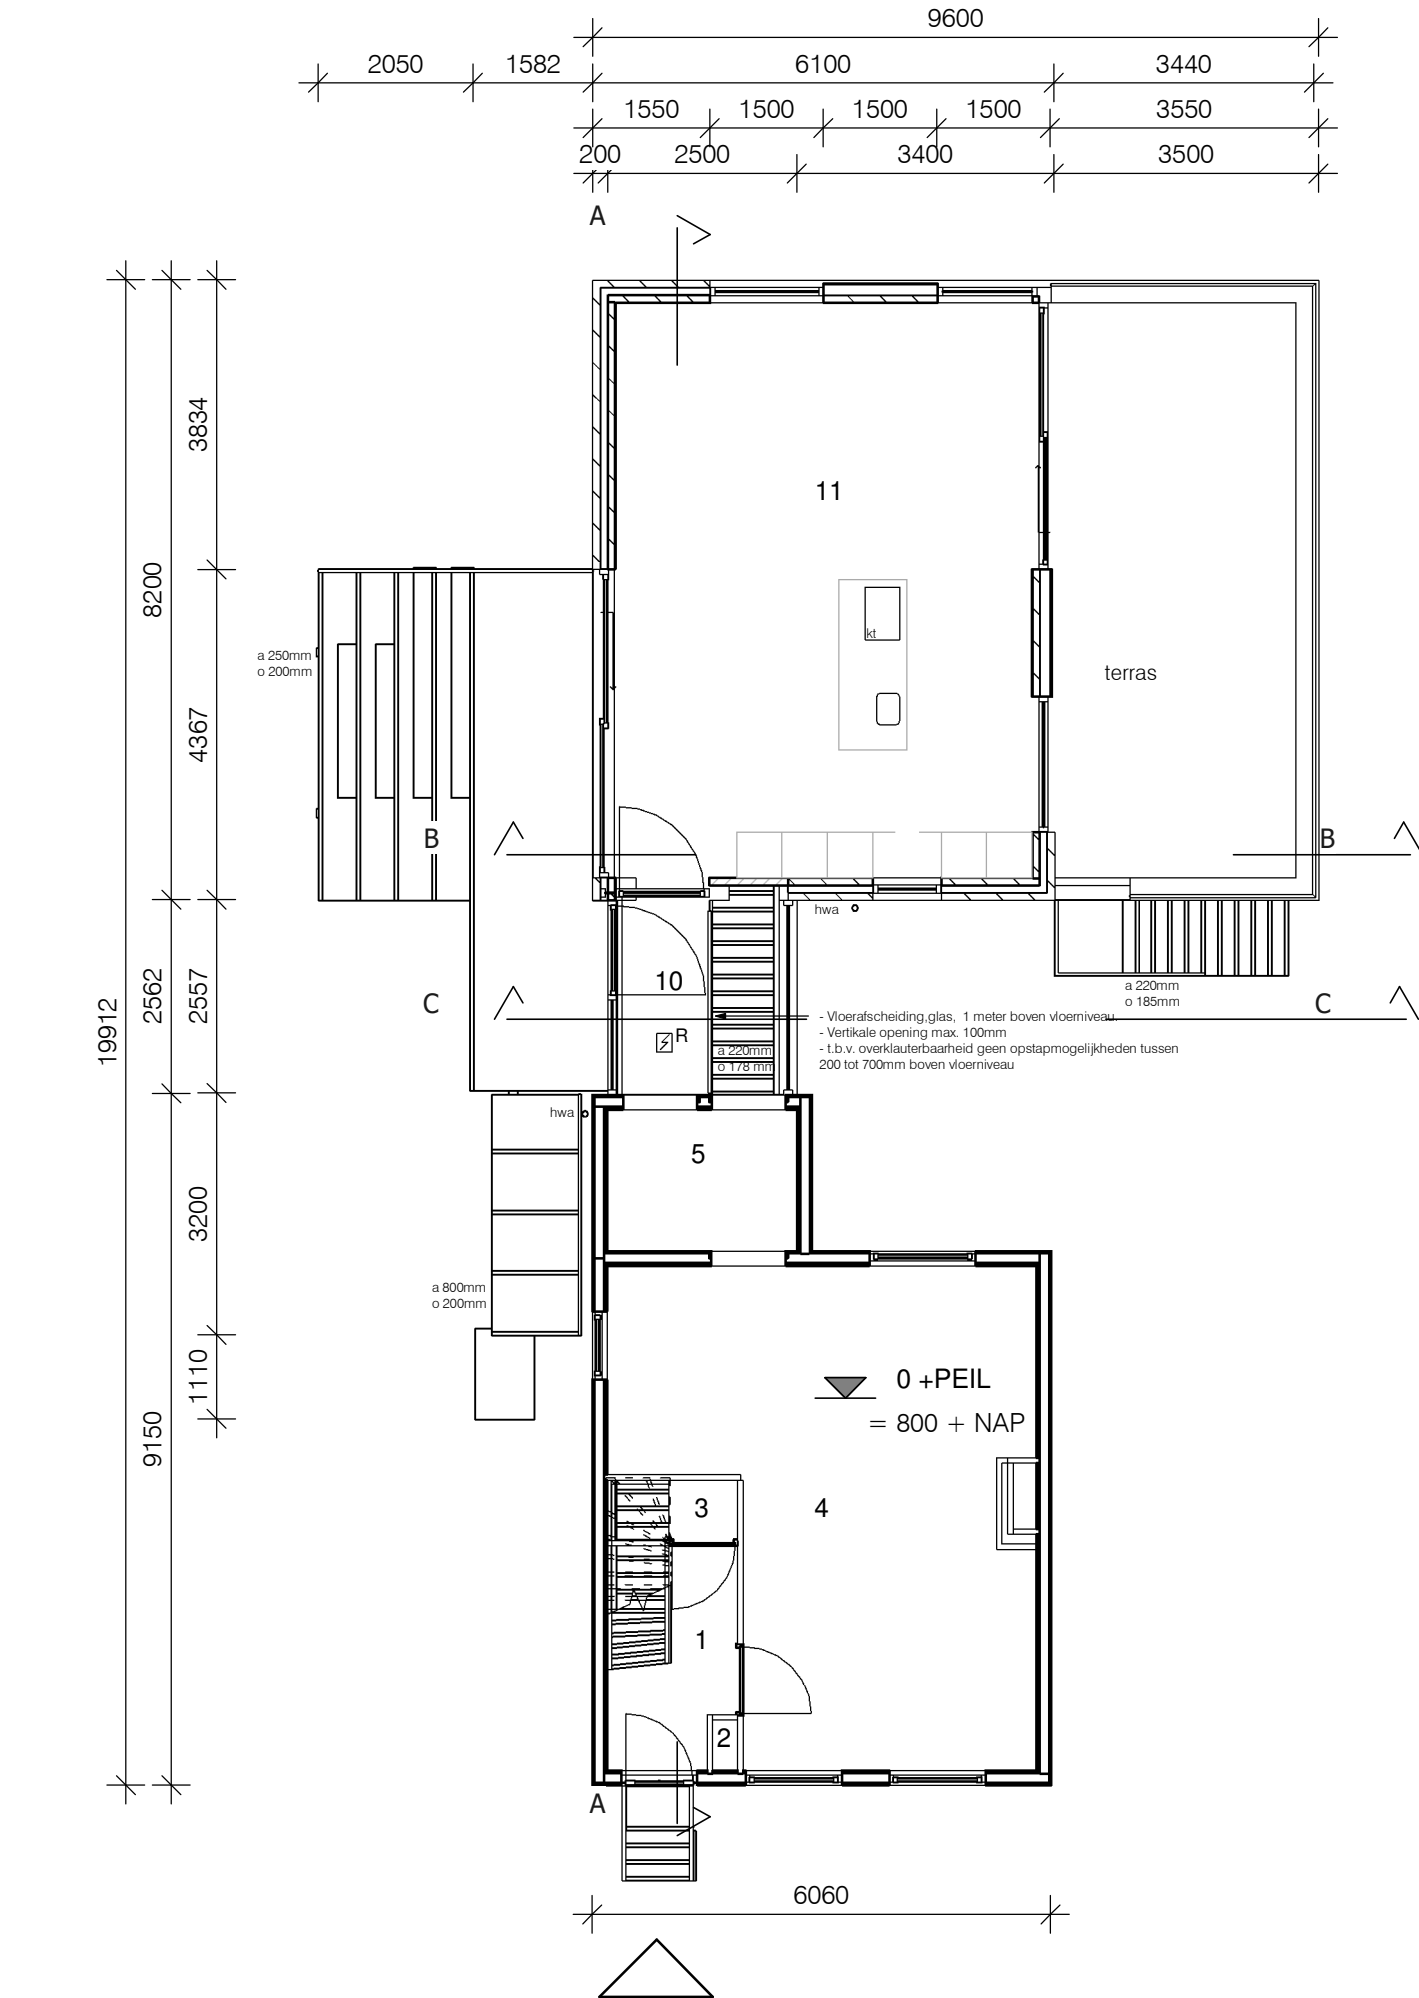 9600
2050 1582 6100 3440
1550 1500 1500 1500 3550
200 2500 3400 3500
A
3834
11
8200
kt
a 250mm
o 200mm
terras
4367
B B
hwa
10
2562
2557
a 220mm
o 185mm
C C
19912
- Vloerafscheiding,glas, 1 meter boven vloerniveau.
- Vertikale opening max. 100mm
- t.b.v. overklauterbaarheid geen opstapmogelijkheden tussen
200 tot 700mm boven vloerniveau
R
a 220mm
o 178 mm
hwa
5
3200
a 800mm
o 200mm
1110
0 +PEIL
= 800 + NAP
9150
3
4
1
2
A
6060